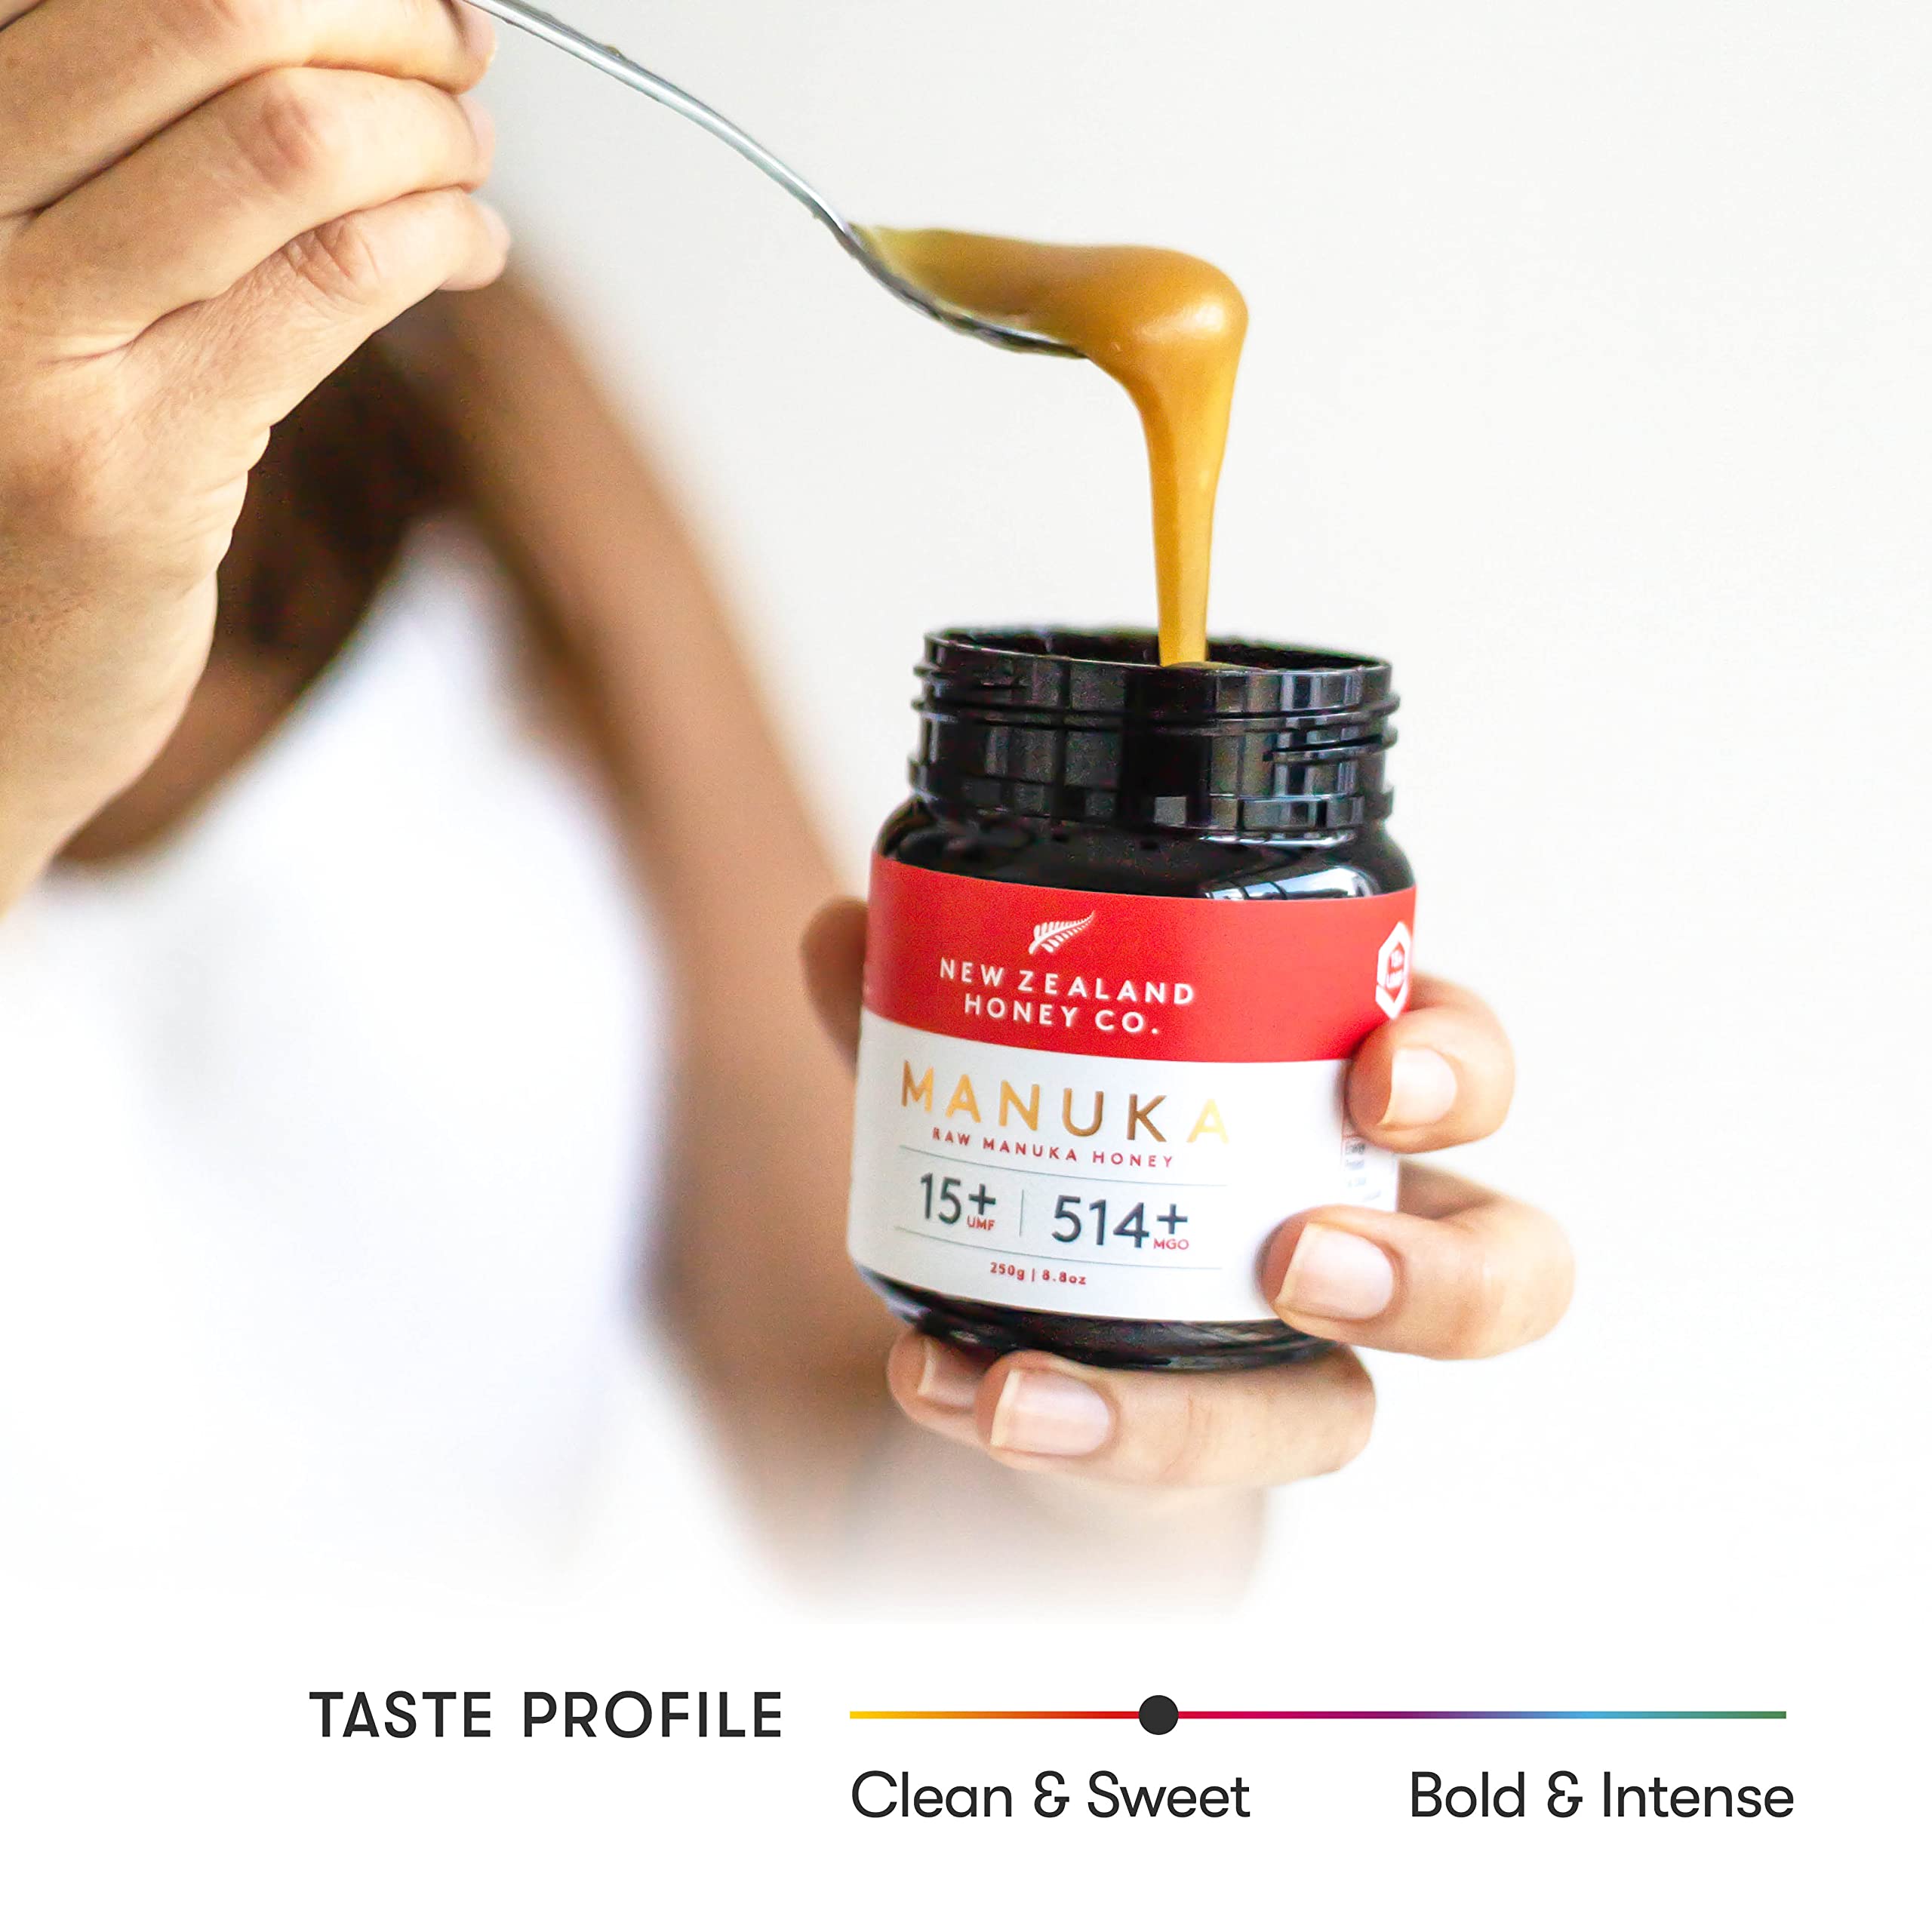 NEW ZEALAND
HONEY CO.
MANUKA
RAW MANUKA HONEY
15+ UMF | 514+ MGO
250g | 8.8oz
TASTE PROFILE
Clean & Sweet Bold & Intense